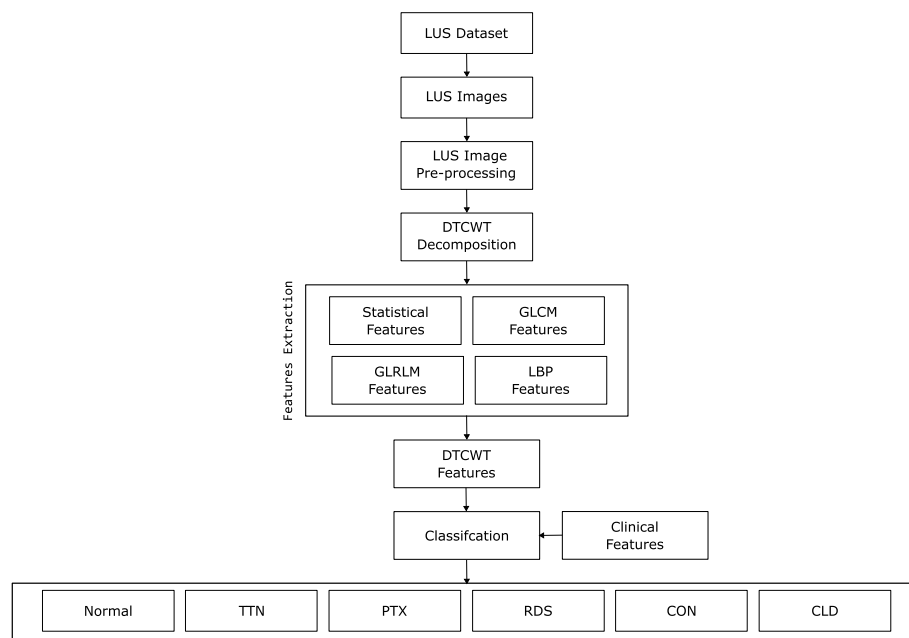 LUS Dataset
LUS Images
LUS Image
Pre-processing
DTCWT
Decomposition
Features Extraction
Statistical
Features
GLCM
Features
GLRLM
Features
LBP
Features
DTCWT
Features
Classifcation
Clinical
Features
Normal
TTN
PTX
RDS
CON
CLD